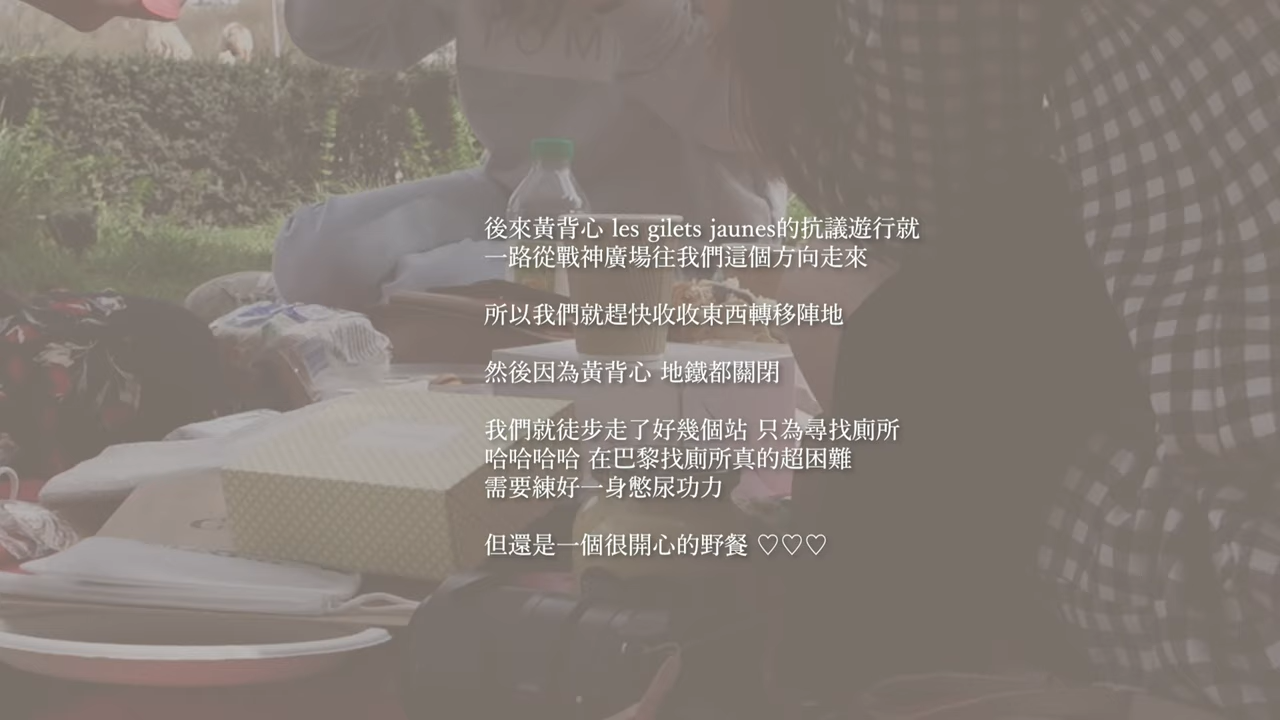 後來黃背心 les gilets jaunes的抗議遊行就
一路從戰神廣場往我們這個方向走來
所以我們就趕快收收東西轉移陣地
然後因為黃背心 地鐵都關閉
我們就徒步走了好幾個站 只為尋找廁所
哈哈哈哈 在巴黎找廁所真的超困難
需要練好一身憋尿功力
但還是一個很開心的野餐 ♡♡♡